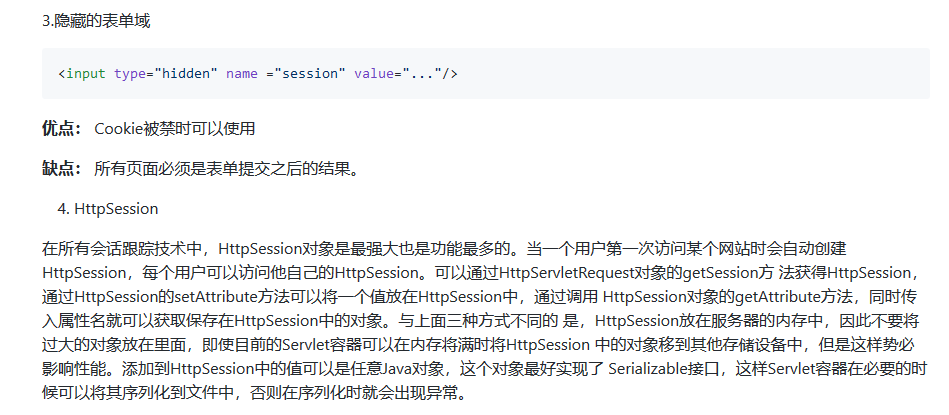 3.隐藏的表单域
<input type="hidden" name ="session" value="..."/>
优点： Cookie被禁时可以使用
缺点： 所有页面必须是表单提交之后的结果。
4. HttpSession
在所有会话跟踪技术中，HttpSession对象是最强大也是功能最多的。当一个用户第一次访问某个网站时会自动创建
HttpSession，每个用户可以访问他自己的HttpSession。可以通过HttpServletRequest对象的getSession方 法获得HttpSession，
通过HttpSession的setAttribute方法可以将一个值放在HttpSession中，通过调用 HttpSession对象的getAttribute方法，同时传
入属性名就可以获取保存在HttpSession中的对象。与上面三种方式不同的 是，HttpSession放在服务器的内存中，因此不要将
过大的对象放在里面，即使目前的Servlet容器可以在内存将满时将HttpSession 中的对象移到其他存储设备中，但是这样势必
影响性能。添加到HttpSession中的值可以是任意Java对象，这个对象最好实现了 Serializable接口，这样Servlet容器在必要的时
候可以将其序列化到文件中，否则在序列化时就会出现异常。